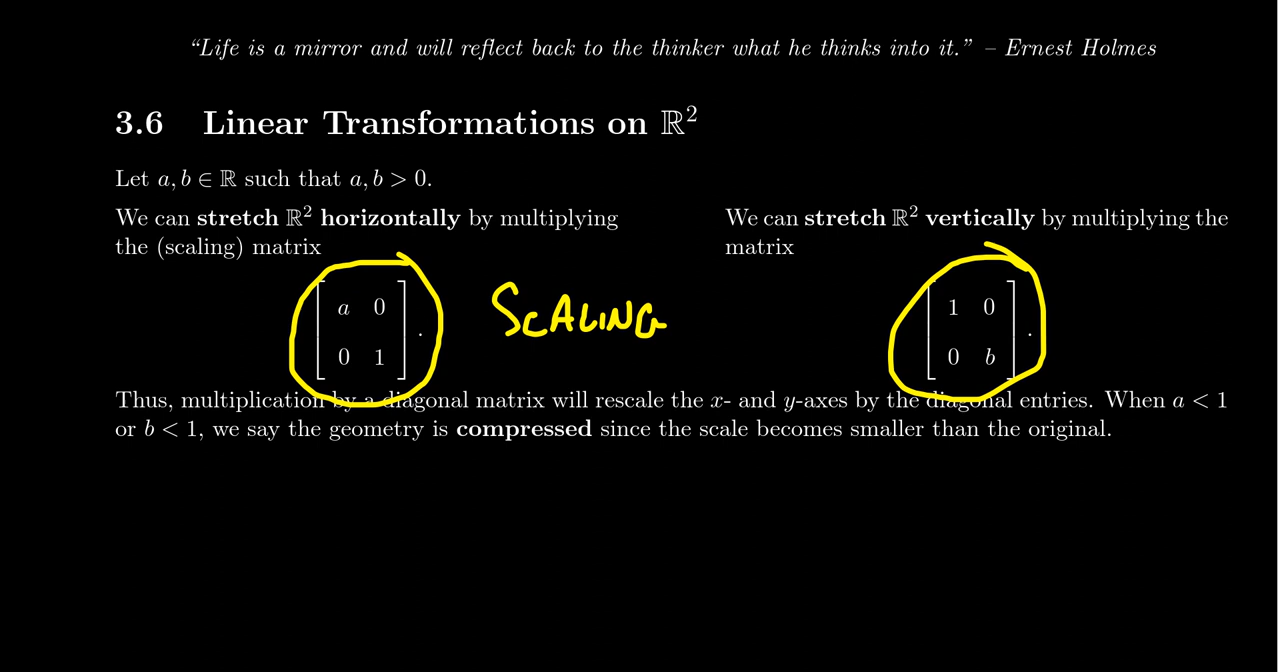 “Life is a mirror and will reflect back to the thinker what he thinks into it.” – Ernest Holmes
3.6 Linear Transformations on ℝ²
Let a, b ∈ ℝ such that a, b > 0.
We can stretch ℝ² horizontally by multiplying
the (scaling) matrix
[ a 0
0 1 ].
SCALING
We can stretch ℝ² vertically by multiplying the
matrix
[ 1 0
0 b ].
Thus, multiplication by a diagonal matrix will rescale the x- and y-axes by the diagonal entries. When a < 1
or b < 1, we say the geometry is compressed since the scale becomes smaller than the original.